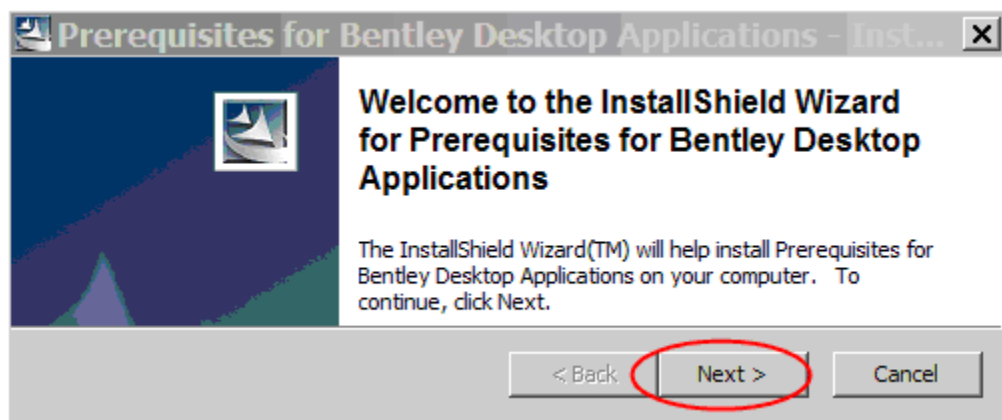 Prerequisites for Bentley Desktop Applications - Inst...
Welcome to the InstallShield Wizard
for Prerequisites for Bentley Desktop
Applications
The InstallShield Wizard(TM) will help install Prerequisites for
Bentley Desktop Applications on your computer. To
continue, click Next.
< Back
Next >
Cancel